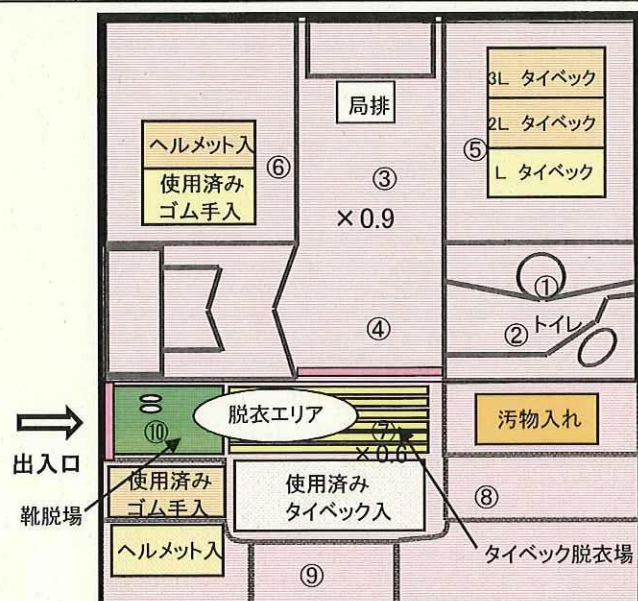 局排
3L タイベック
2L タイベック
L タイベック
⑤
ヘルメット入
使用済み
ゴム手入
⑥
③
×0.9
①
②
トイレ
④
出入口
⑩
脱衣エリア
⑦
×0.6
汚物入れ
靴脱場
使用済み
ゴム手入
使用済み
タイベック入
⑧
ヘルメット入
⑨
タイベック脱衣場